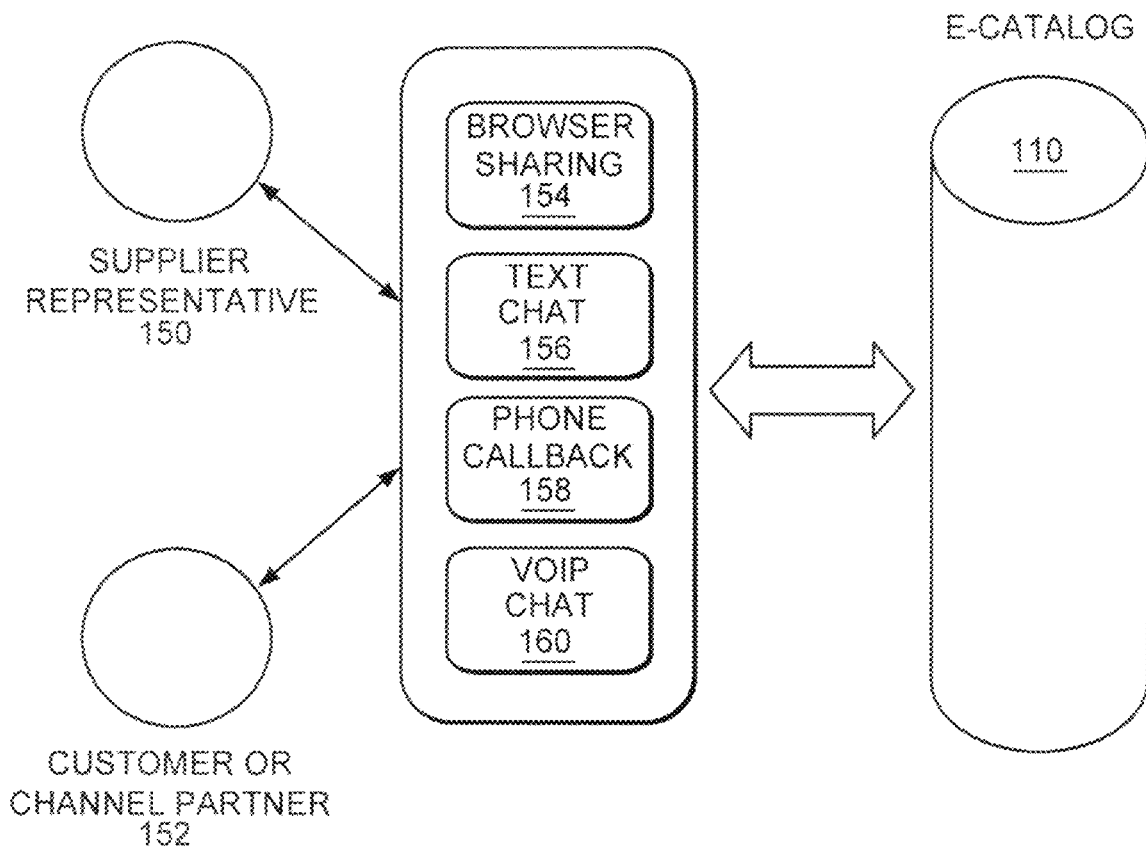 E-CATALOG
110
BROWSER
SHARING
154
TEXT
CHAT
156
PHONE
CALLBACK
158
VOIP
CHAT
160
SUPPLIER
REPRESENTATIVE
150
CUSTOMER OR
CHANNEL PARTNER
152